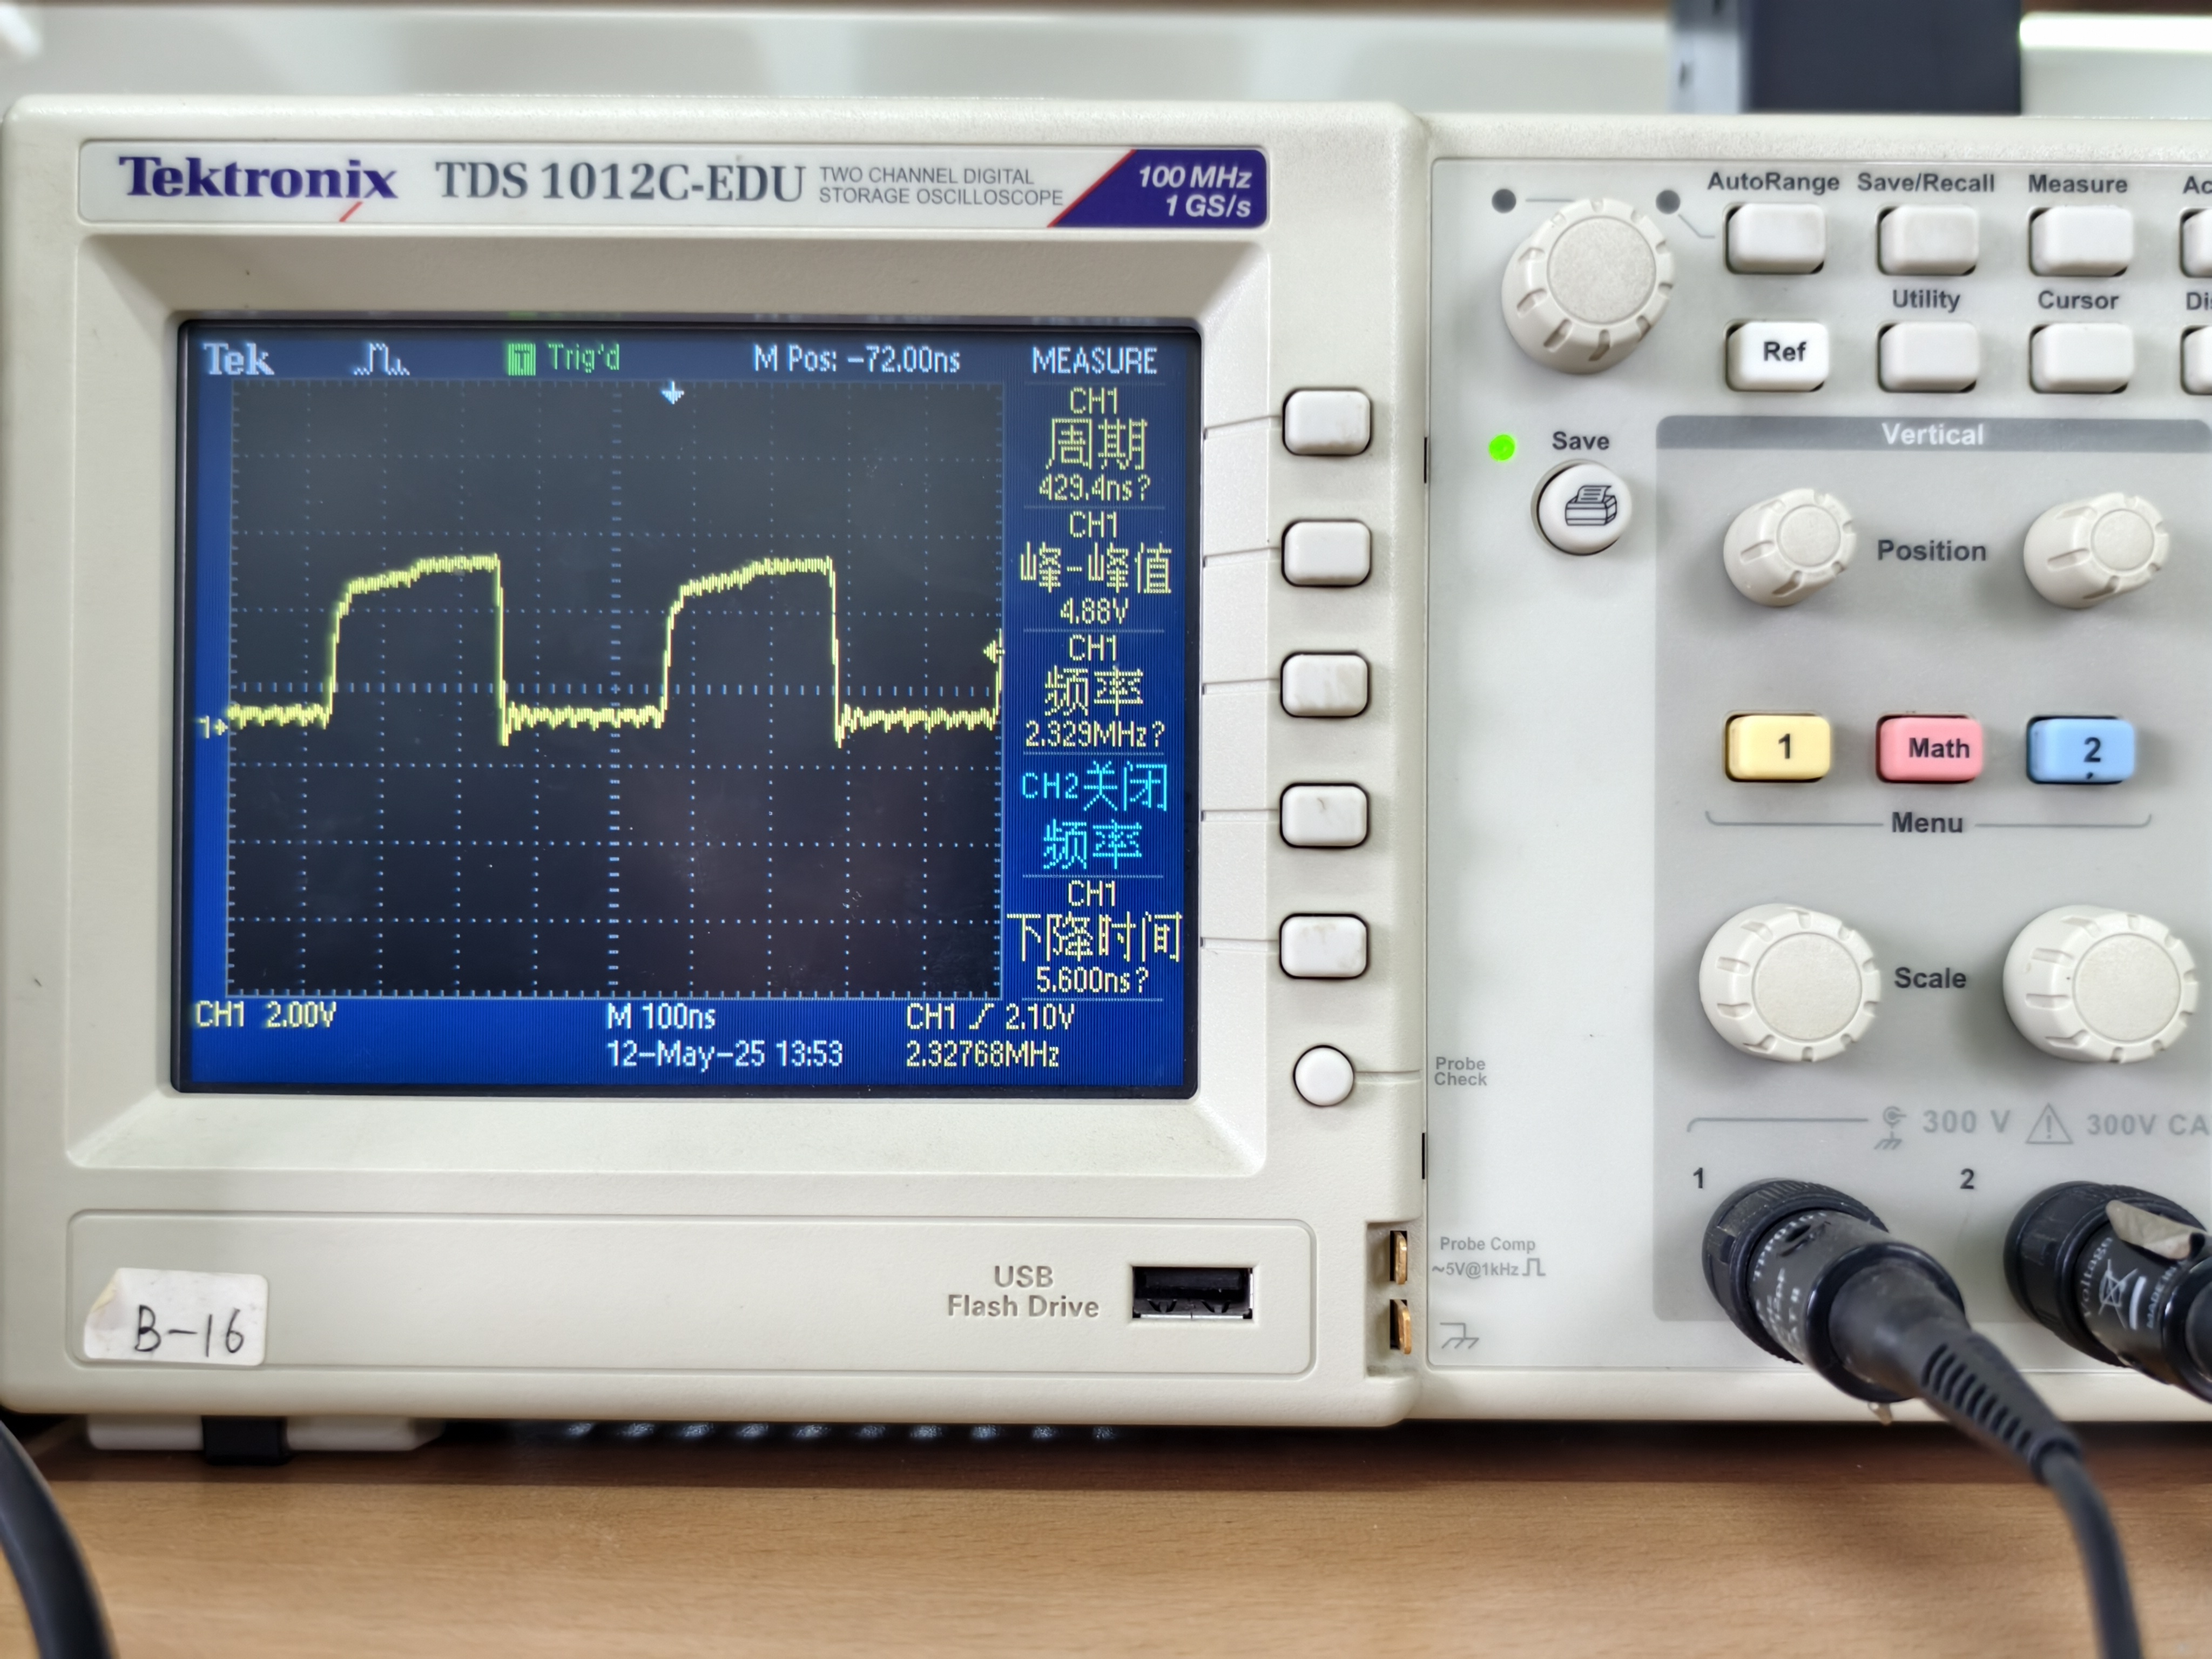 Tektronix TDS 1012C-EDU TWO CHANNEL DIGITAL STORAGE OSCILLOSCOPE 100 MHz 1 GS/s
Tek Trig'd M Pos: -72.00ns MEASURE
CH1
周期
429.4ns?
CH1
峰-峰值
4.88V
CH1
频率
2.329MHz?
CH2关闭
频率
CH1
下降时间
5.600ns?
1
CH1 2.00V M 100ns CH1 2.10V
12-May-25 13:53 2.32768MHz
USB
Flash Drive
B-16
AutoRange Save/Recall Measure
Utility Cursor
Ref
Save
Vertical
Position
1 Math 2
Menu
Scale
Probe
Check
300 V 300V CA
1 2
Probe Comp
~5V@1kHz